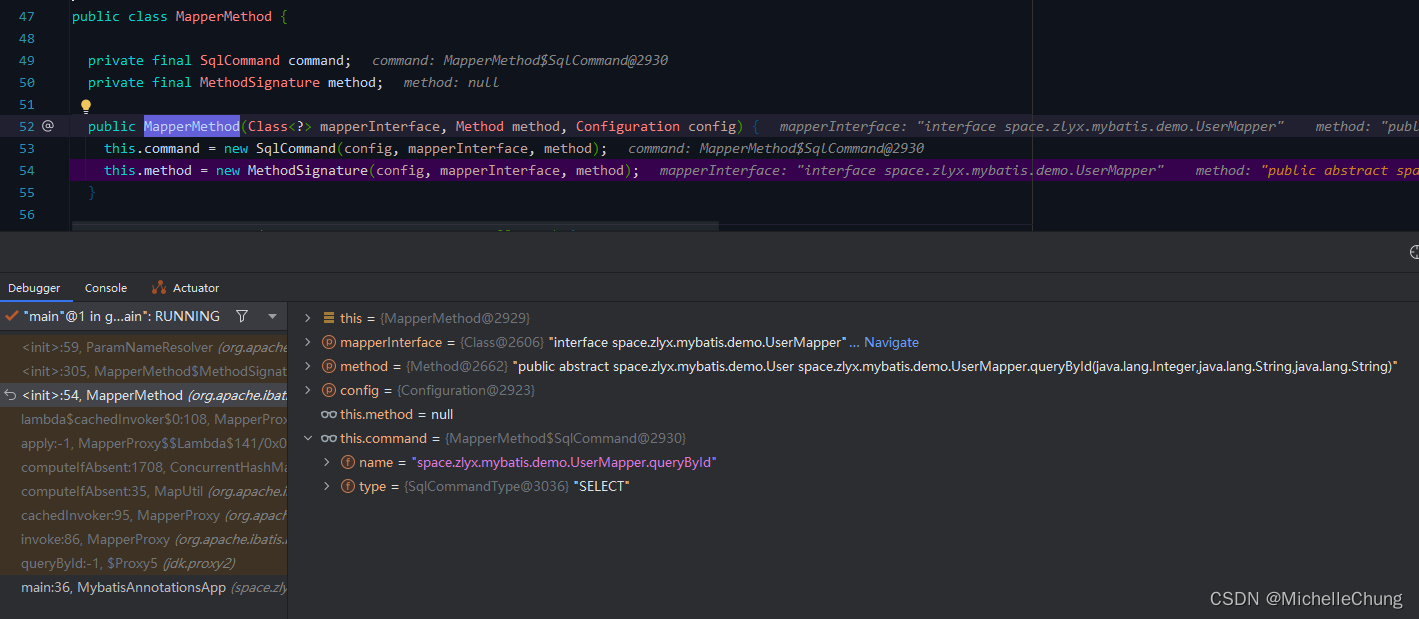 47 public class MapperMethod {
48
49 private final SqlCommand command; command: MapperMethod$SqlCommand@2930
50 private final MethodSignature method; method: null
51
52 @ public MapperMethod(Class<?> mapperInterface, Method method, Configuration config) { mapperInterface: "interface space.zlyx.mybatis.demo.UserMapper" method: "publ
53 this.command = new SqlCommand(config, mapperInterface, method); command: MapperMethod$SqlCommand@2930
54 this.method = new MethodSignature(config, mapperInterface, method); mapperInterface: "interface space.zlyx.mybatis.demo.UserMapper" method: "public abstract spa
55 }
56
Debugger Console Actuator
"main"@1 in g...ain": RUNNING
<init>:59, ParamNameResolver (org.apache
<init>:305, MapperMethod$MethodSignat
<init>:54, MapperMethod (org.apache.ibat
lambda$cachedInvoker$0:108, MapperProx
apply:-1, MapperProxy$$Lambda$141/0x0
computeIfAbsent:1708, ConcurrentHashMa
computeIfAbsent:35, MapUtil (org.apache.i
cachedInvoker:95, MapperProxy (org.apach
invoke:86, MapperProxy (org.apache.ibatis.
queryById:-1, $Proxy5 (jdk.proxy2)
main:36, MybatisAnnotationsApp (space.zly
this = {MapperMethod@2929}
mapperInterface = {Class@2606} "interface space.zlyx.mybatis.demo.UserMapper"... Navigate
method = {Method@2662} "public abstract space.zlyx.mybatis.demo.User space.zlyx.mybatis.demo.UserMapper.queryById(java.lang.Integer,java.lang.String,java.lang.String)"
config = {Configuration@2923}
this.method = null
this.command = {MapperMethod$SqlCommand@2930}
name = "space.zlyx.mybatis.demo.UserMapper.queryById"
type = {SqlCommandType@3036} "SELECT"
CSDN @MichelleChung